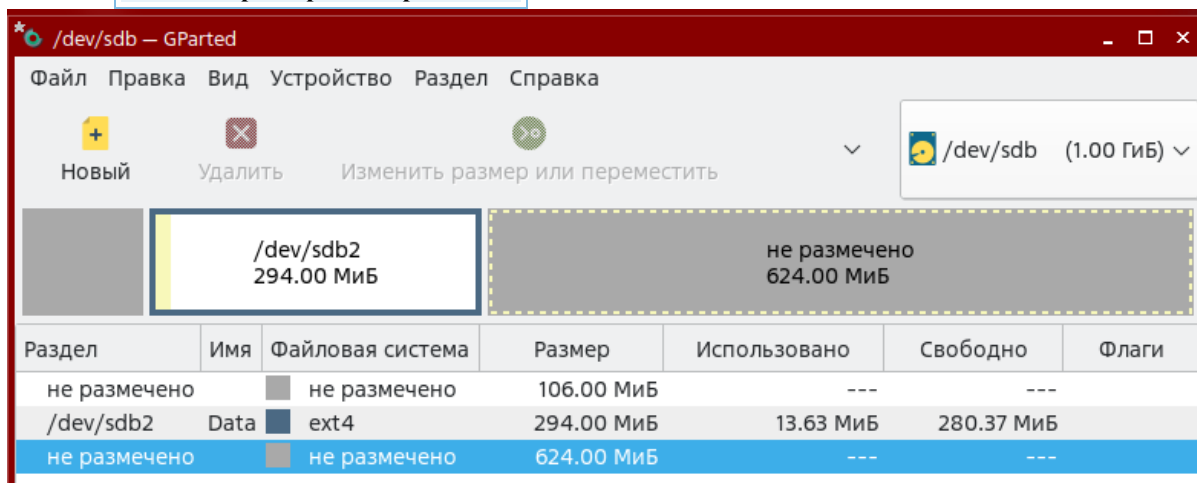 /dev/sdb — GParted
Файл Правка Вид Устройство Раздел Справка
Новый Удалить Изменить размер или переместить /dev/sdb (1.00 ГиБ)
/dev/sdb2 не размечено
294.00 МиБ 624.00 МиБ
Раздел Имя Файловая система Размер Использовано Свободно Флаги
не размечено не размечено 106.00 МиБ --- ---
/dev/sdb2 Data ext4 294.00 МиБ 13.63 МиБ 280.37 МиБ
не размечено не размечено 624.00 МиБ --- ---